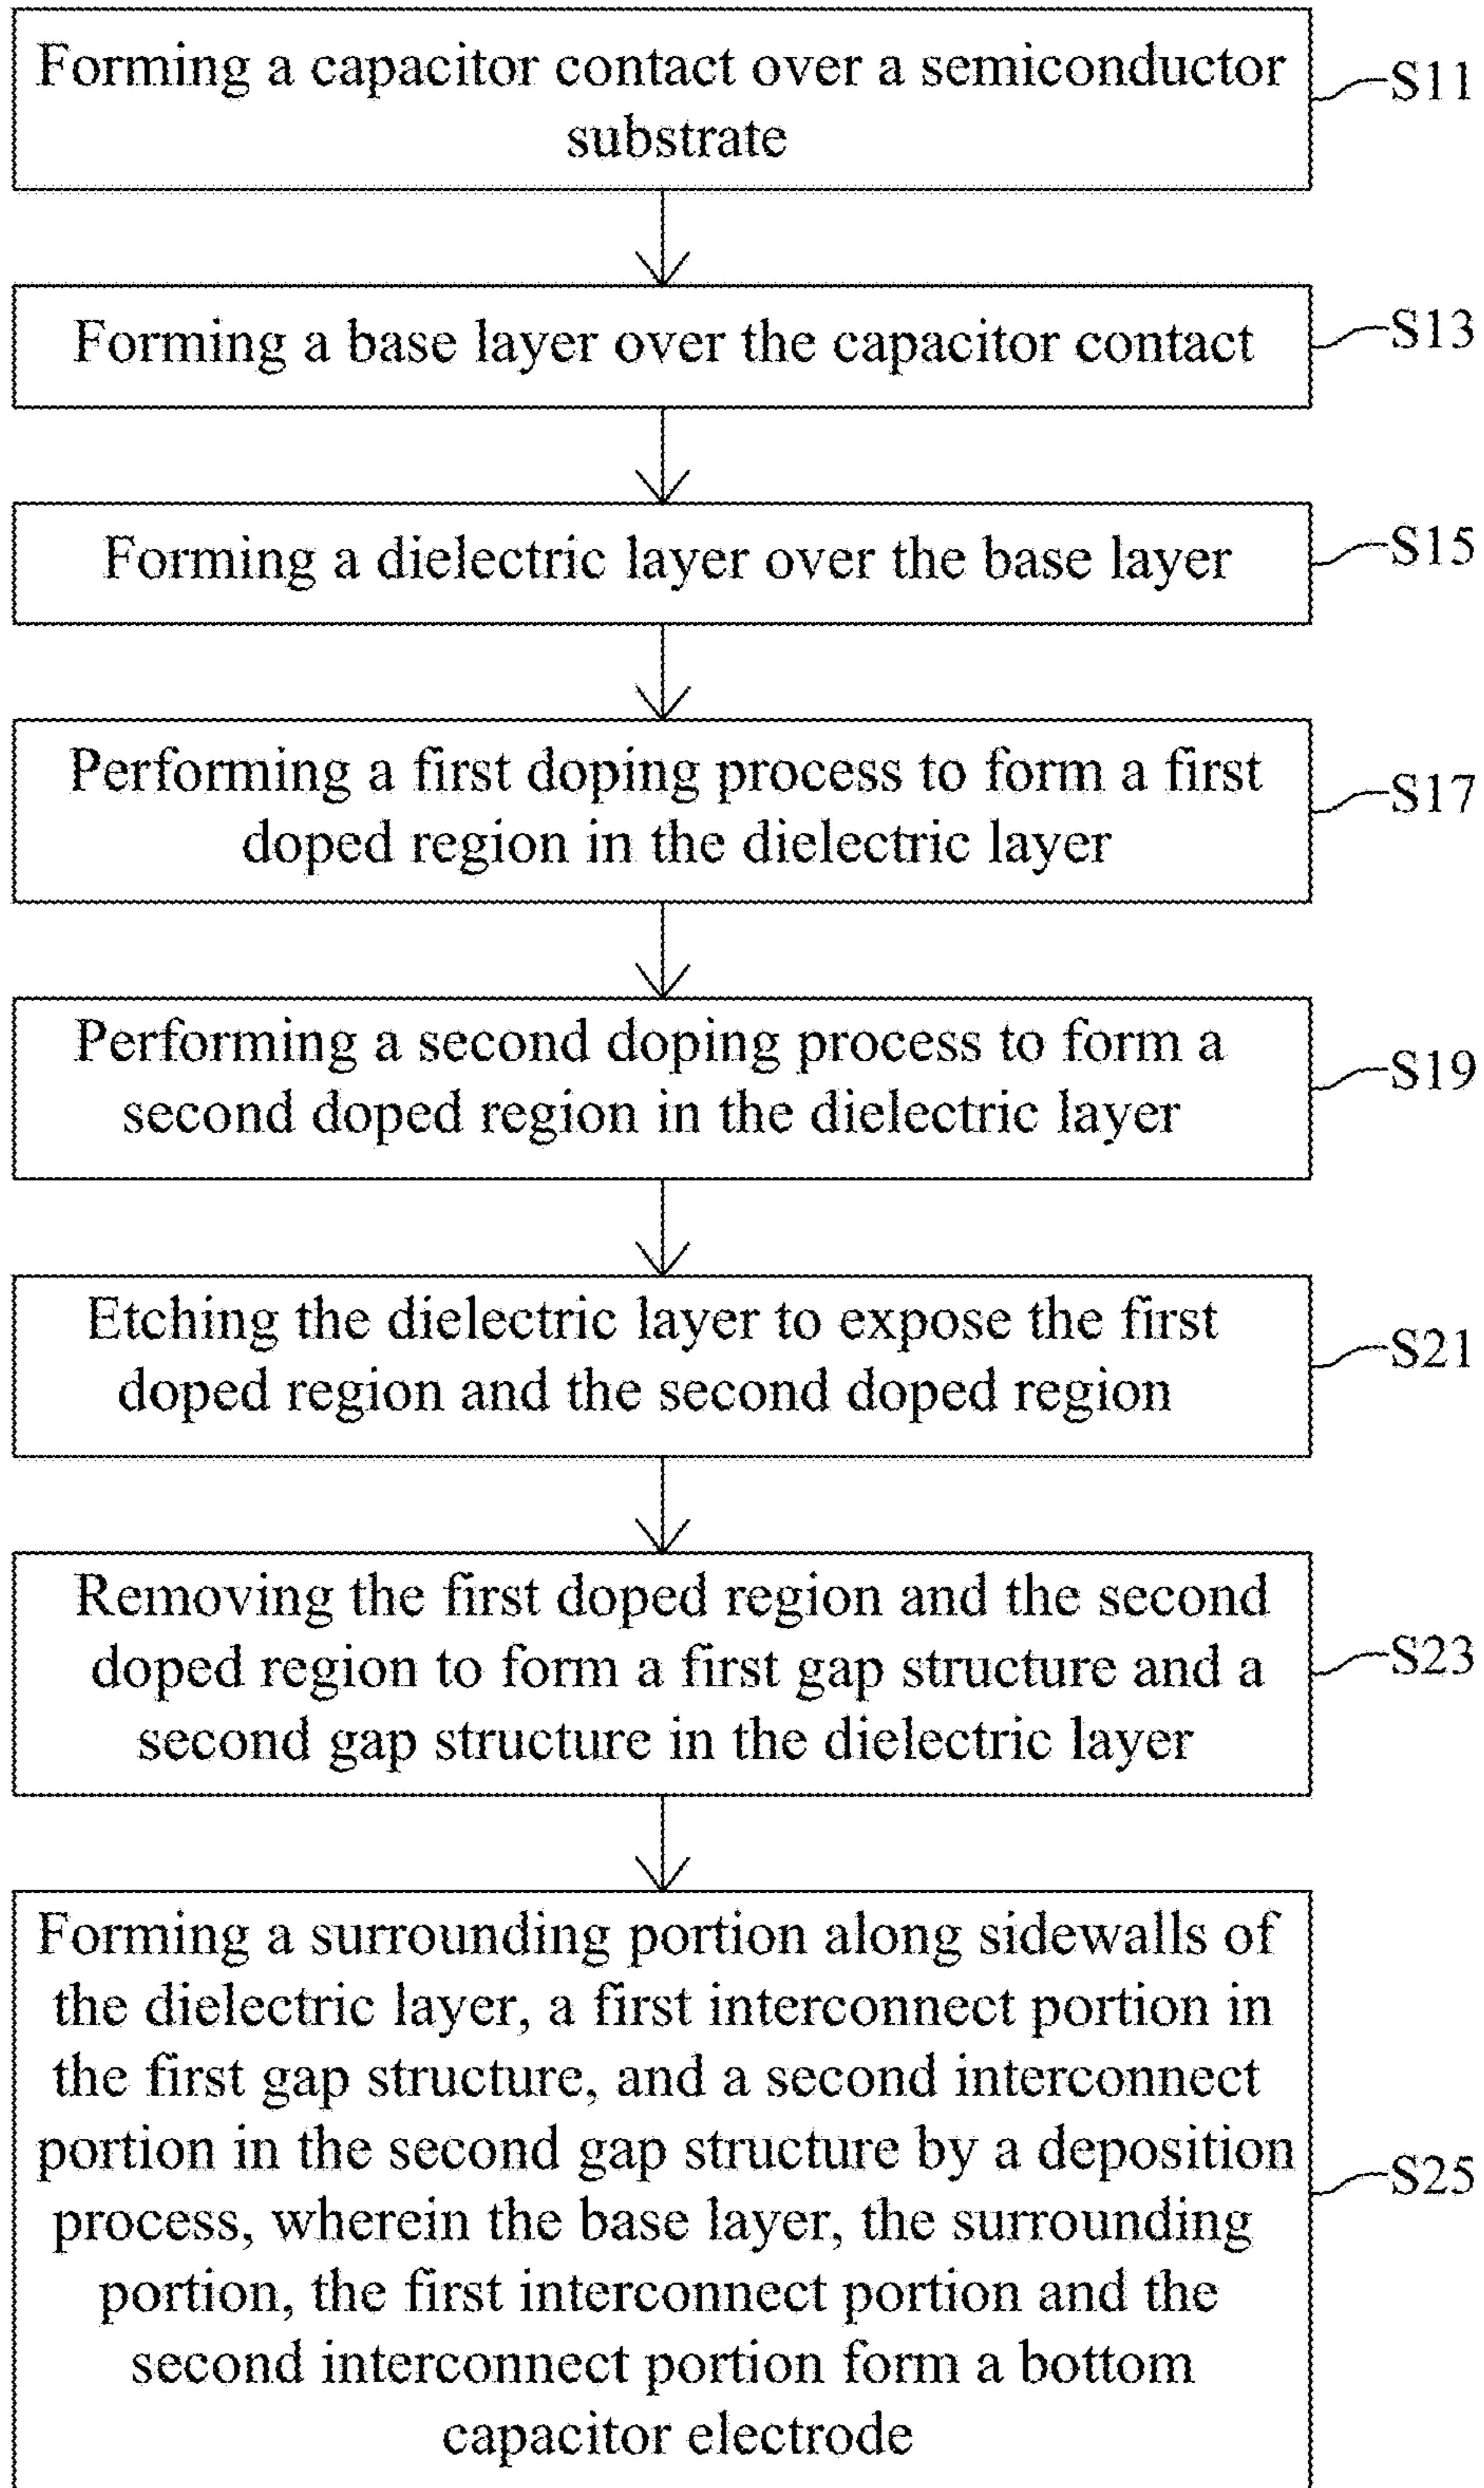 Forming a capacitor contact over a semiconductor
substrate
S11
Forming a base layer over the capacitor contact
S13
Forming a dielectric layer over the base layer
S15
Performing a first doping process to form a first
doped region in the dielectric layer
S17
Performing a second doping process to form a
second doped region in the dielectric layer
S19
Etching the dielectric layer to expose the first
doped region and the second doped region
S21
Removing the first doped region and the second
doped region to form a first gap structure and a
second gap structure in the dielectric layer
S23
Forming a surrounding portion along sidewalls of
the dielectric layer, a first interconnect portion in
the first gap structure, and a second interconnect
portion in the second gap structure by a deposition
process, wherein the base layer, the surrounding
portion, the first interconnect portion and the
second interconnect portion form a bottom
capacitor electrode
S25